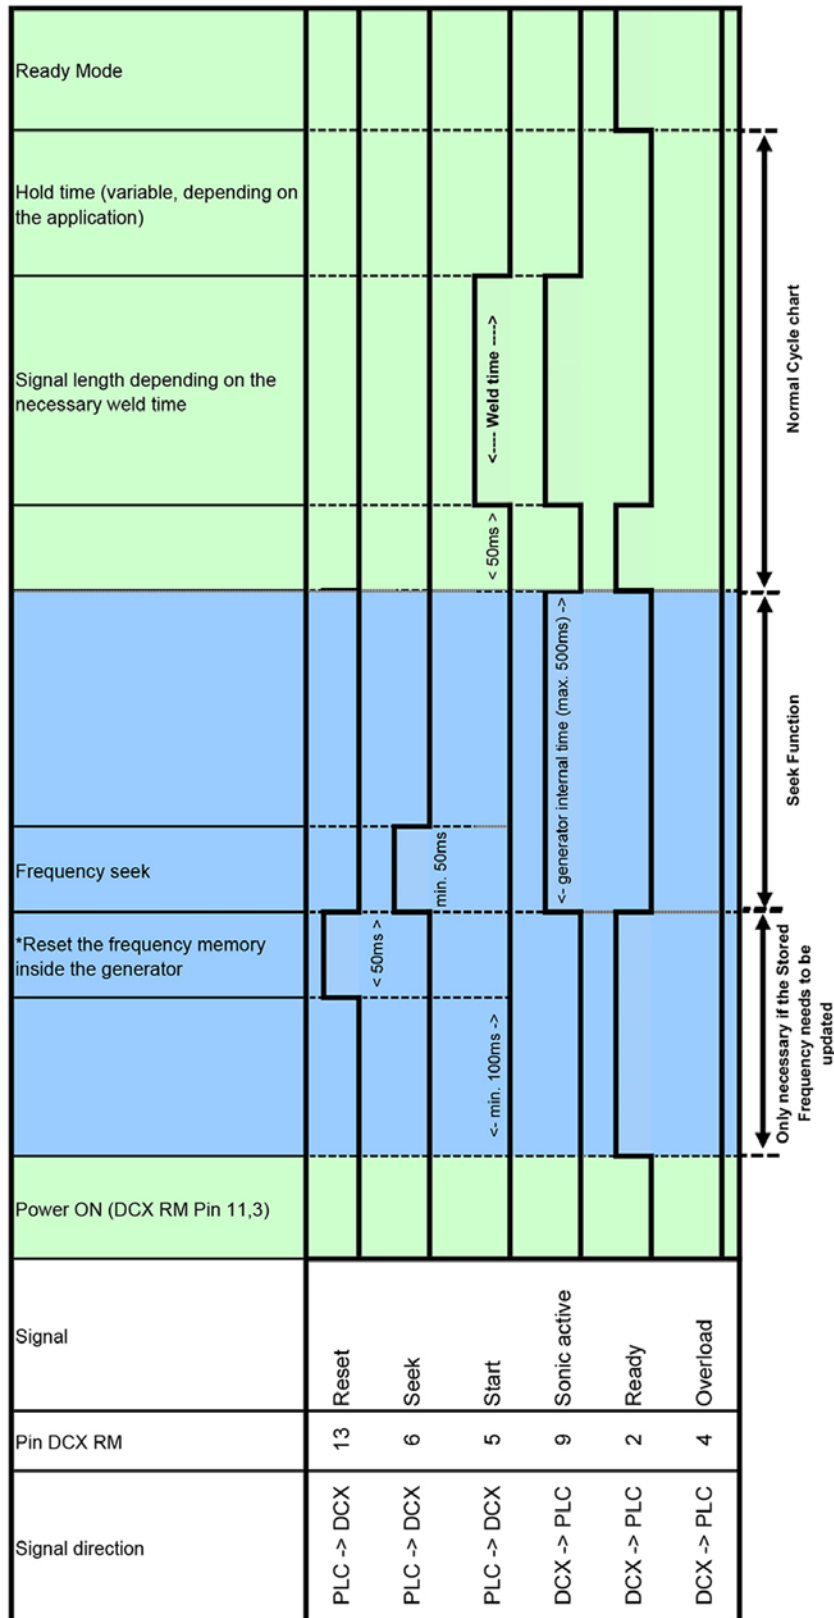 Ready Mode
Hold time (variable, depending on
the application)
Signal length depending on the
necessary weld time
<---- Weld time ---->
< 50ms >
Normal Cycle chart
<- generator internal time (max. 500ms) ->
Seek Function
Frequency seek
min. 50ms
*Reset the frequency memory
inside the generator
< 50ms >
<- min. 100ms ->
Only necessary if the Stored
Frequency needs to be
updated
Power ON (DCX RM Pin 11,3)
Signal
Reset
Seek
Start
Sonic active
Ready
Overload
Pin DCX RM
13
6
5
9
2
4
Signal direction
PLC -> DCX
PLC -> DCX
PLC -> DCX
DCX -> PLC
DCX -> PLC
DCX -> PLC